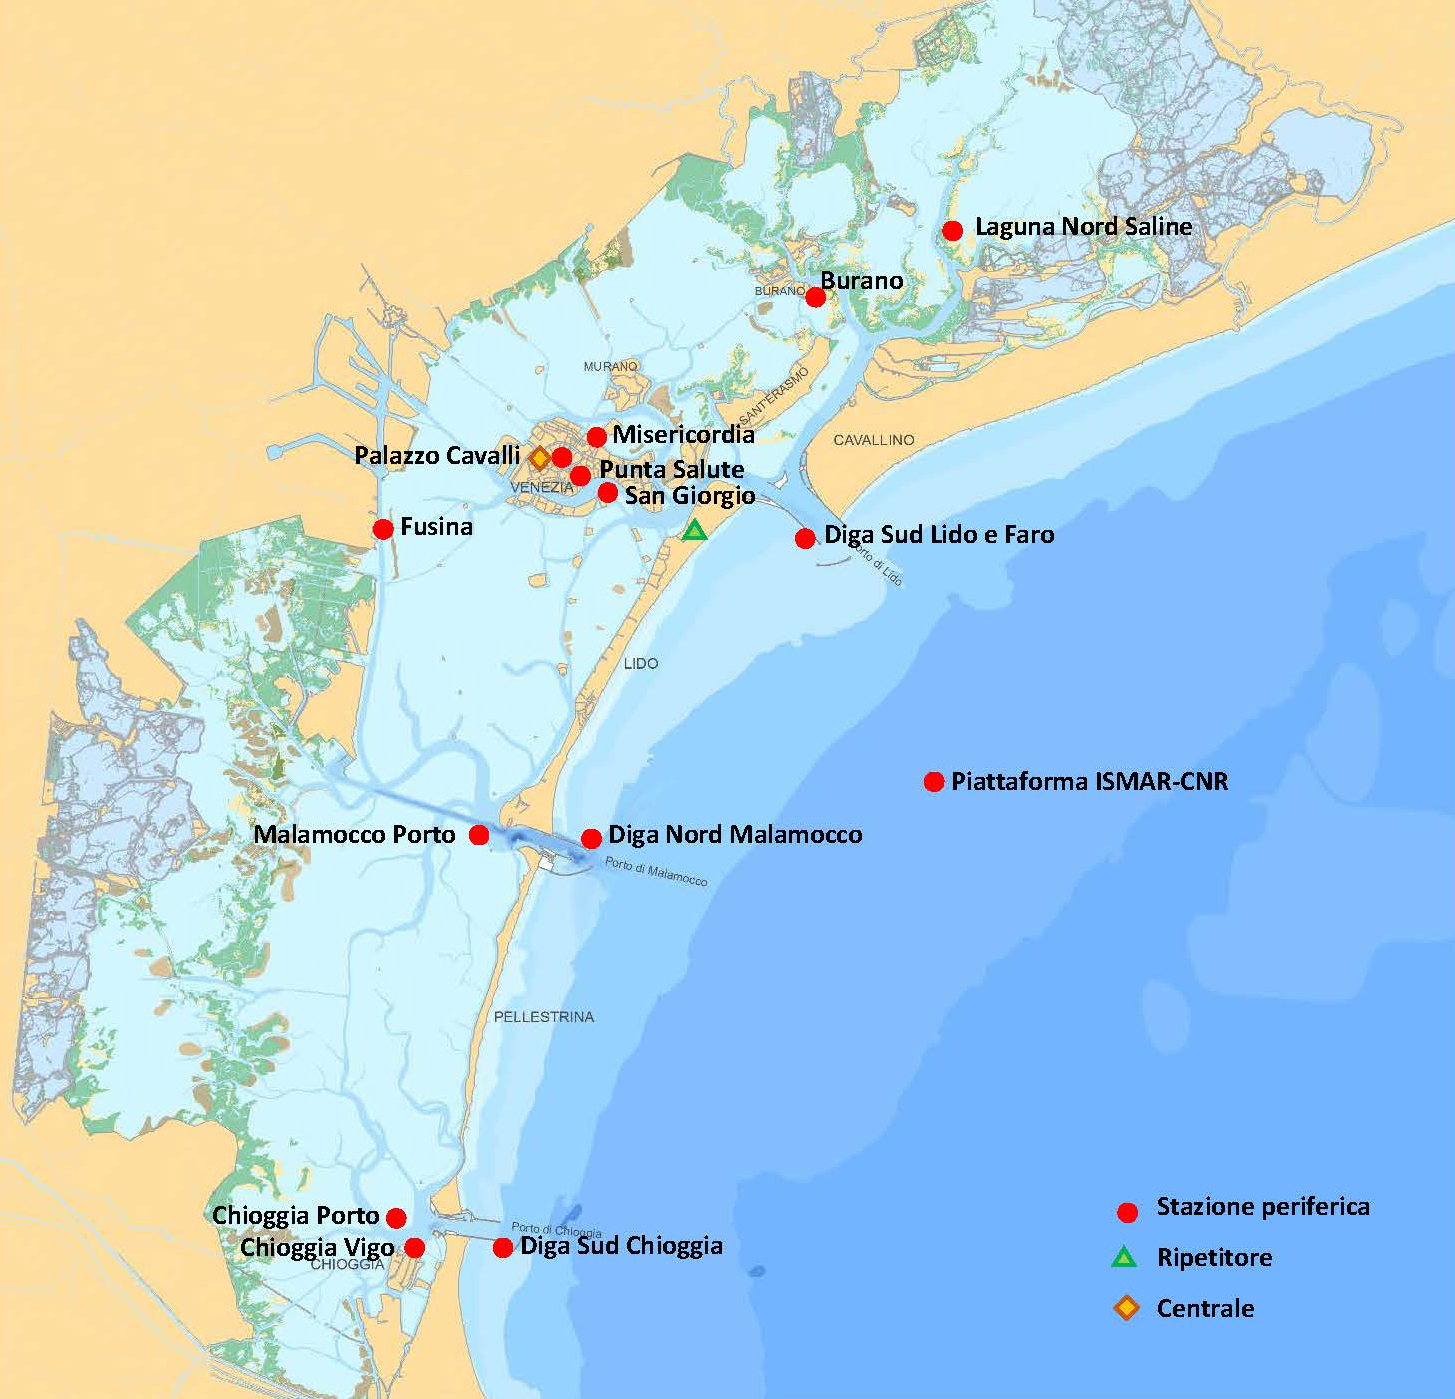 Laguna Nord Saline
Burano
BURANO
MURANO
SANT'ERASMO
CAVALLINO
Misericordia
Palazzo Cavalli
Punta Salute
VENEZIA
San Giorgio
Fusina
Diga Sud Lido e Faro
Porto di Lido
LIDO
Piattaforma ISMAR-CNR
Malamocco Porto
Diga Nord Malamocco
Porto di Malamocco
PELLESTRINA
Chioggia Porto
Porto di Chioggia
Chioggia Vigo
Diga Sud Chioggia
CHIOGGIA
Stazione periferica
Ripetitore
Centrale